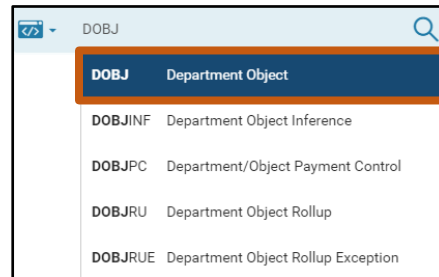 </> DOBJ
DOBJ Department Object
DOBJINF Department Object Inference
DOBJPC Department/Object Payment Control
DOBJRU Department Object Rollup
DOBJRUE Department Object Rollup Exception